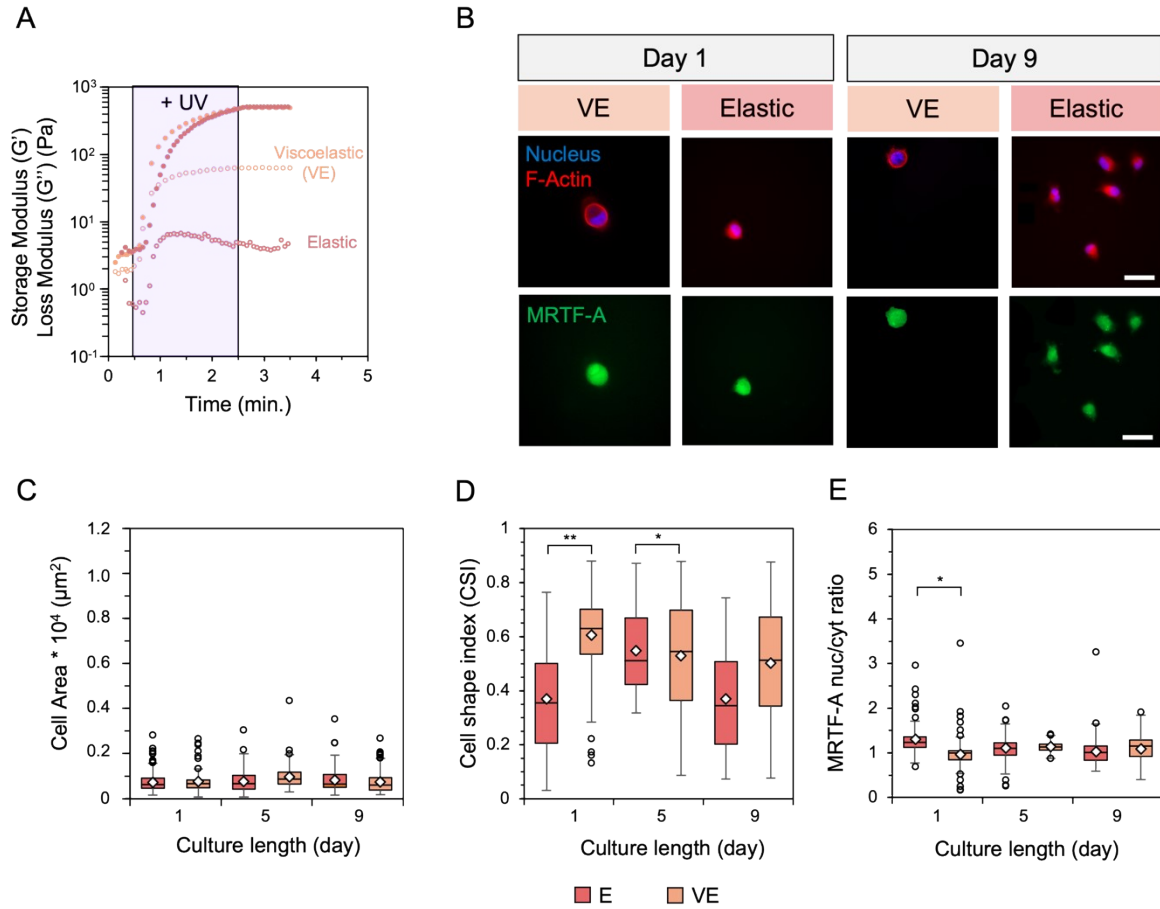 A
Storage Modulus (G')
Loss Modulus (G'') (Pa)
10³
10²
10¹
10⁰
10⁻¹
+ UV
Viscoelastic
(VE)
Elastic
0 1 2 3 4 5
Time (min.)
B
Day 1
Day 9
VE
Elastic
VE
Elastic
Nucleus
F-Actin
MRTF-A
C
Cell Area * 10⁴ (µm²)
1.2
1.0
0.8
0.6
0.4
0.2
0
1 5 9
Culture length (day)
D
Cell shape index (CSI)
1
0.8
0.6
0.4
0.2
0
**
*
1 5 9
Culture length (day)
E
MRTF-A nuc/cyt ratio
6
5
4
3
2
1
0
*
1 5 9
Culture length (day)
E
VE